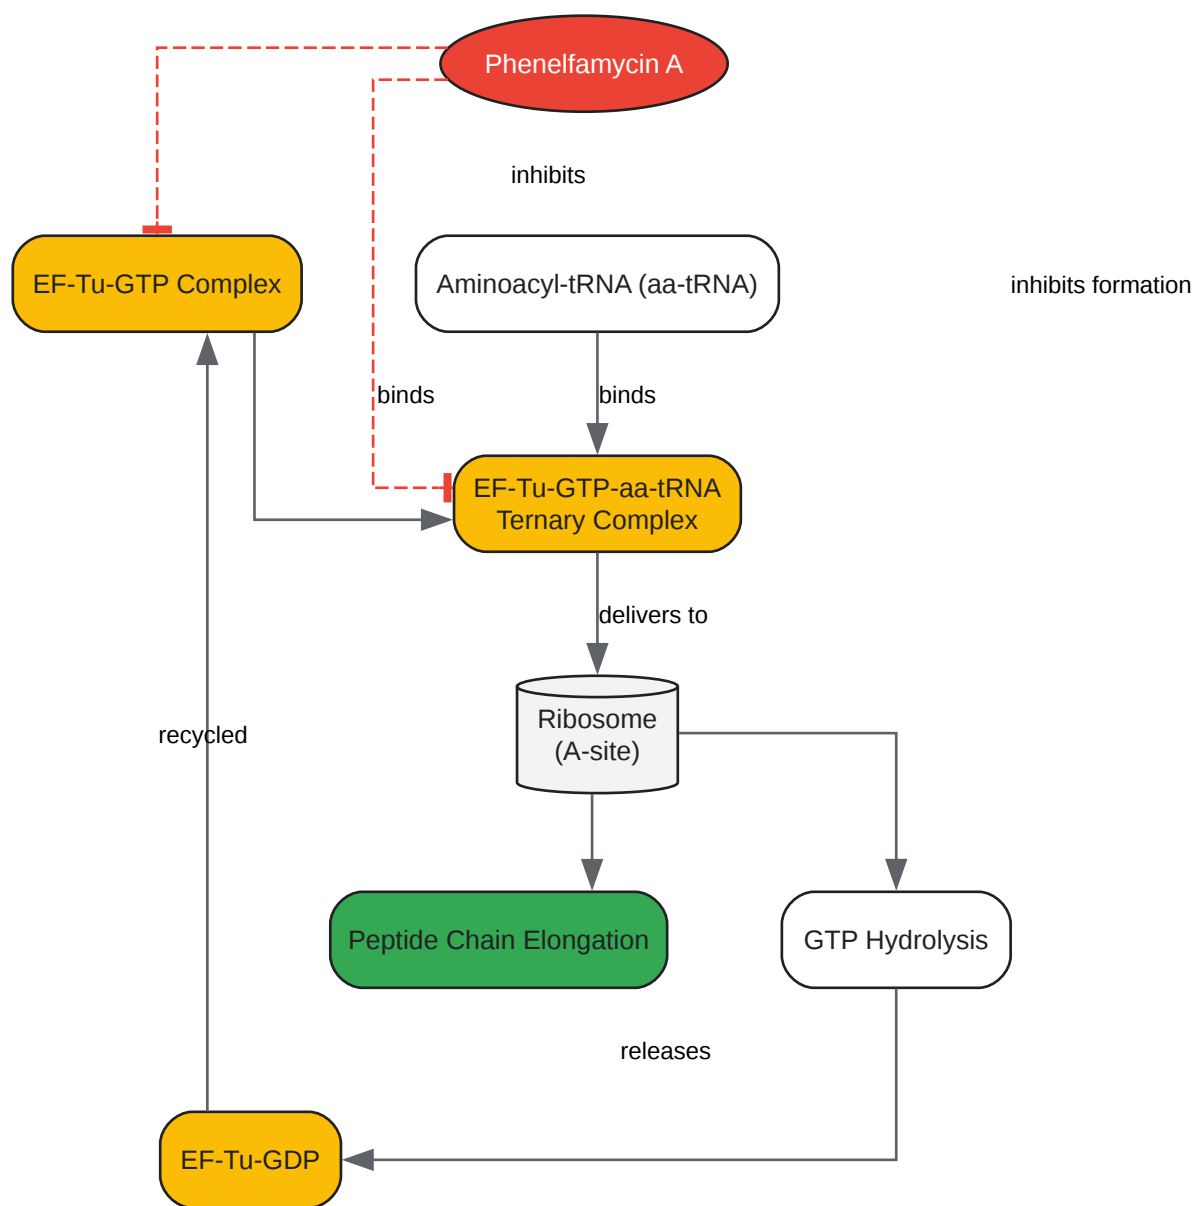 Phenelfamycin A
inhibits
EF-Tu-GTP Complex
Aminoacyl-tRNA (aa-tRNA)
inhibits formation
binds
binds
EF-Tu-GTP-aa-tRNA
Ternary Complex
delivers to
Ribosome
(A-site)
recycled
Peptide Chain Elongation
GTP Hydrolysis
releases
EF-Tu-GDP